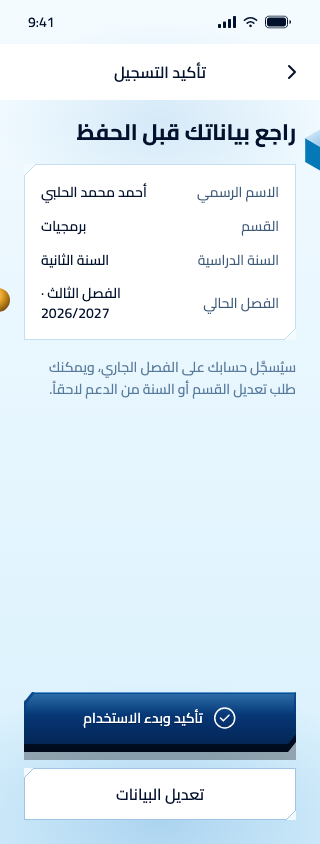 9:41
تأكيد التسجيل
راجع بياناتك قبل الحفظ
الاسم الرسمي أحمد محمد الحلبي
القسم برمجيات
السنة الدراسية السنة الثانية
الفصل الحالي الفصل الثالث ·
2026/2027
سيُسجَّل حسابك على الفصل الجاري، ويمكنك
طلب تعديل القسم أو السنة من الدعم لاحقاً.
تأكيد وبدء الاستخدام
تعديل البيانات